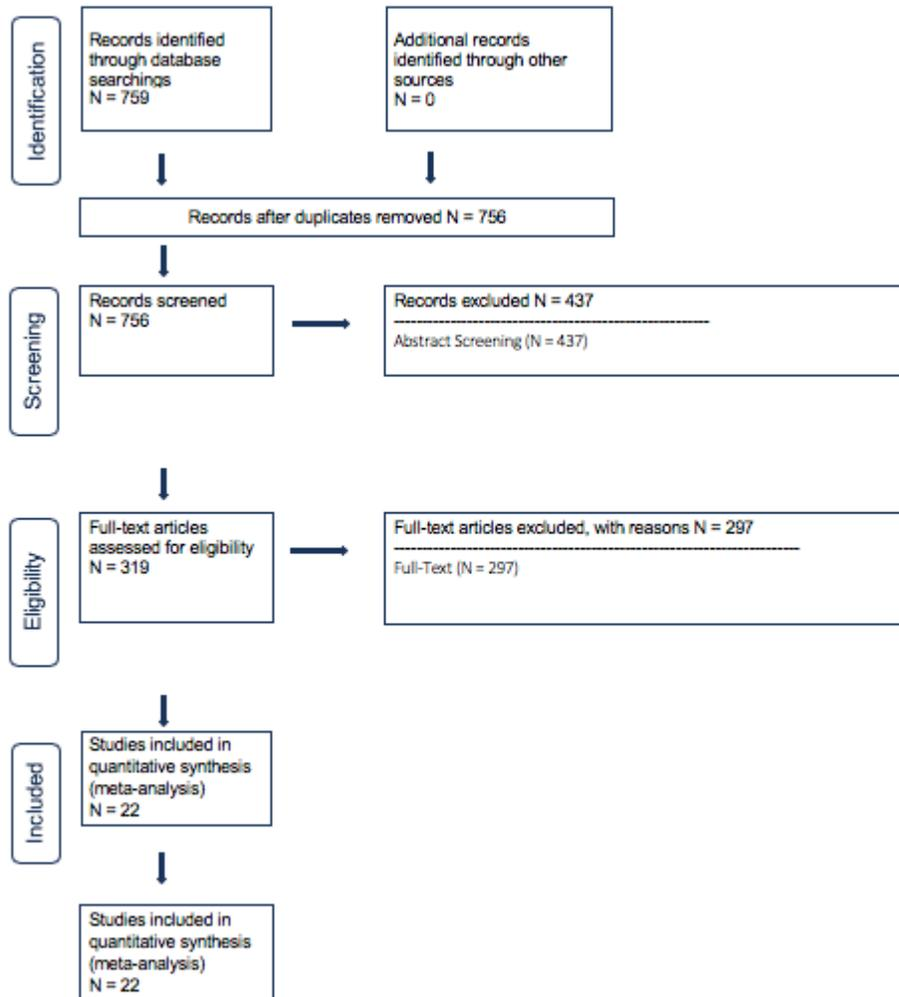 Identification
Records identified
through database
searchings
N = 759
Additional records
identified through other
sources
N = 0
Records after duplicates removed N = 756
Screening
Records screened
N = 756
Records excluded N = 437
Abstract Screening (N = 437)
Eligibility
Full-text articles
assessed for eligibility
N = 319
Full-text articles excluded, with reasons N = 297
Full-Text (N = 297)
Included
Studies included in
quantitative synthesis
(meta-analysis)
N = 22
Studies included in
quantitative synthesis
(meta-analysis)
N = 22